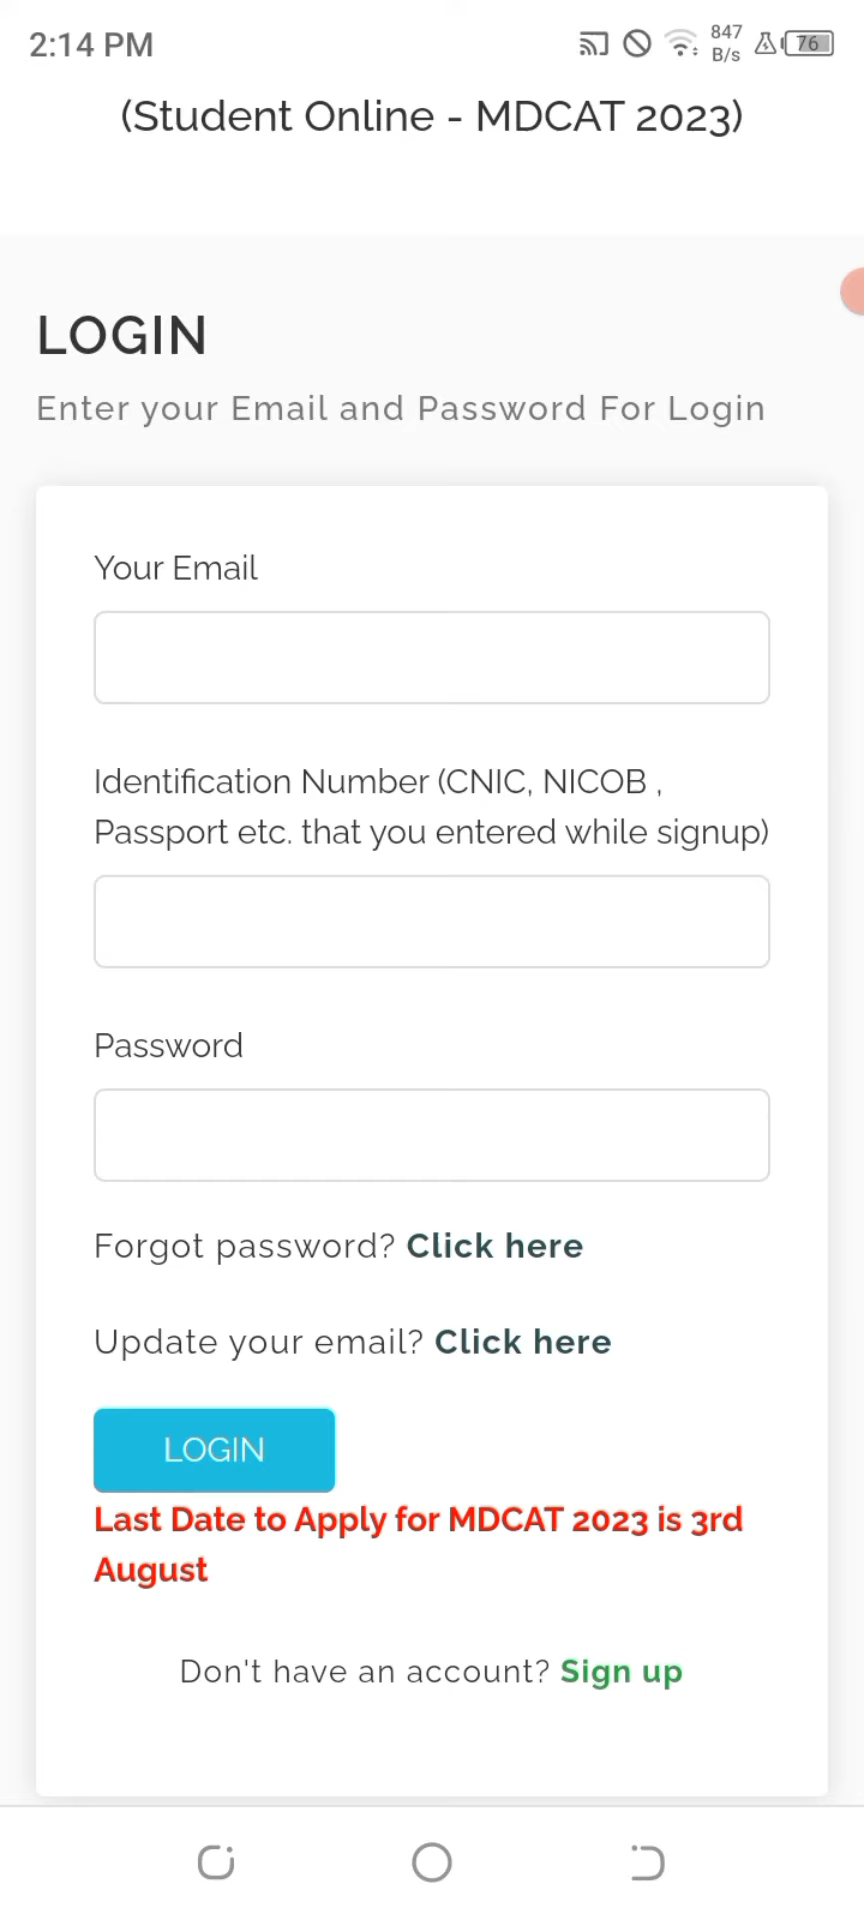 2:14 PM
847
B/s
76
(Student Online - MDCAT 2023)
LOGIN
Enter your Email and Password For Login
Your Email
Identification Number (CNIC, NICOB ,
Passport etc. that you entered while signup)
Password
Forgot password? Click here
Update your email? Click here
LOGIN
Last Date to Apply for MDCAT 2023 is 3rd
August
Don't have an account? Sign up